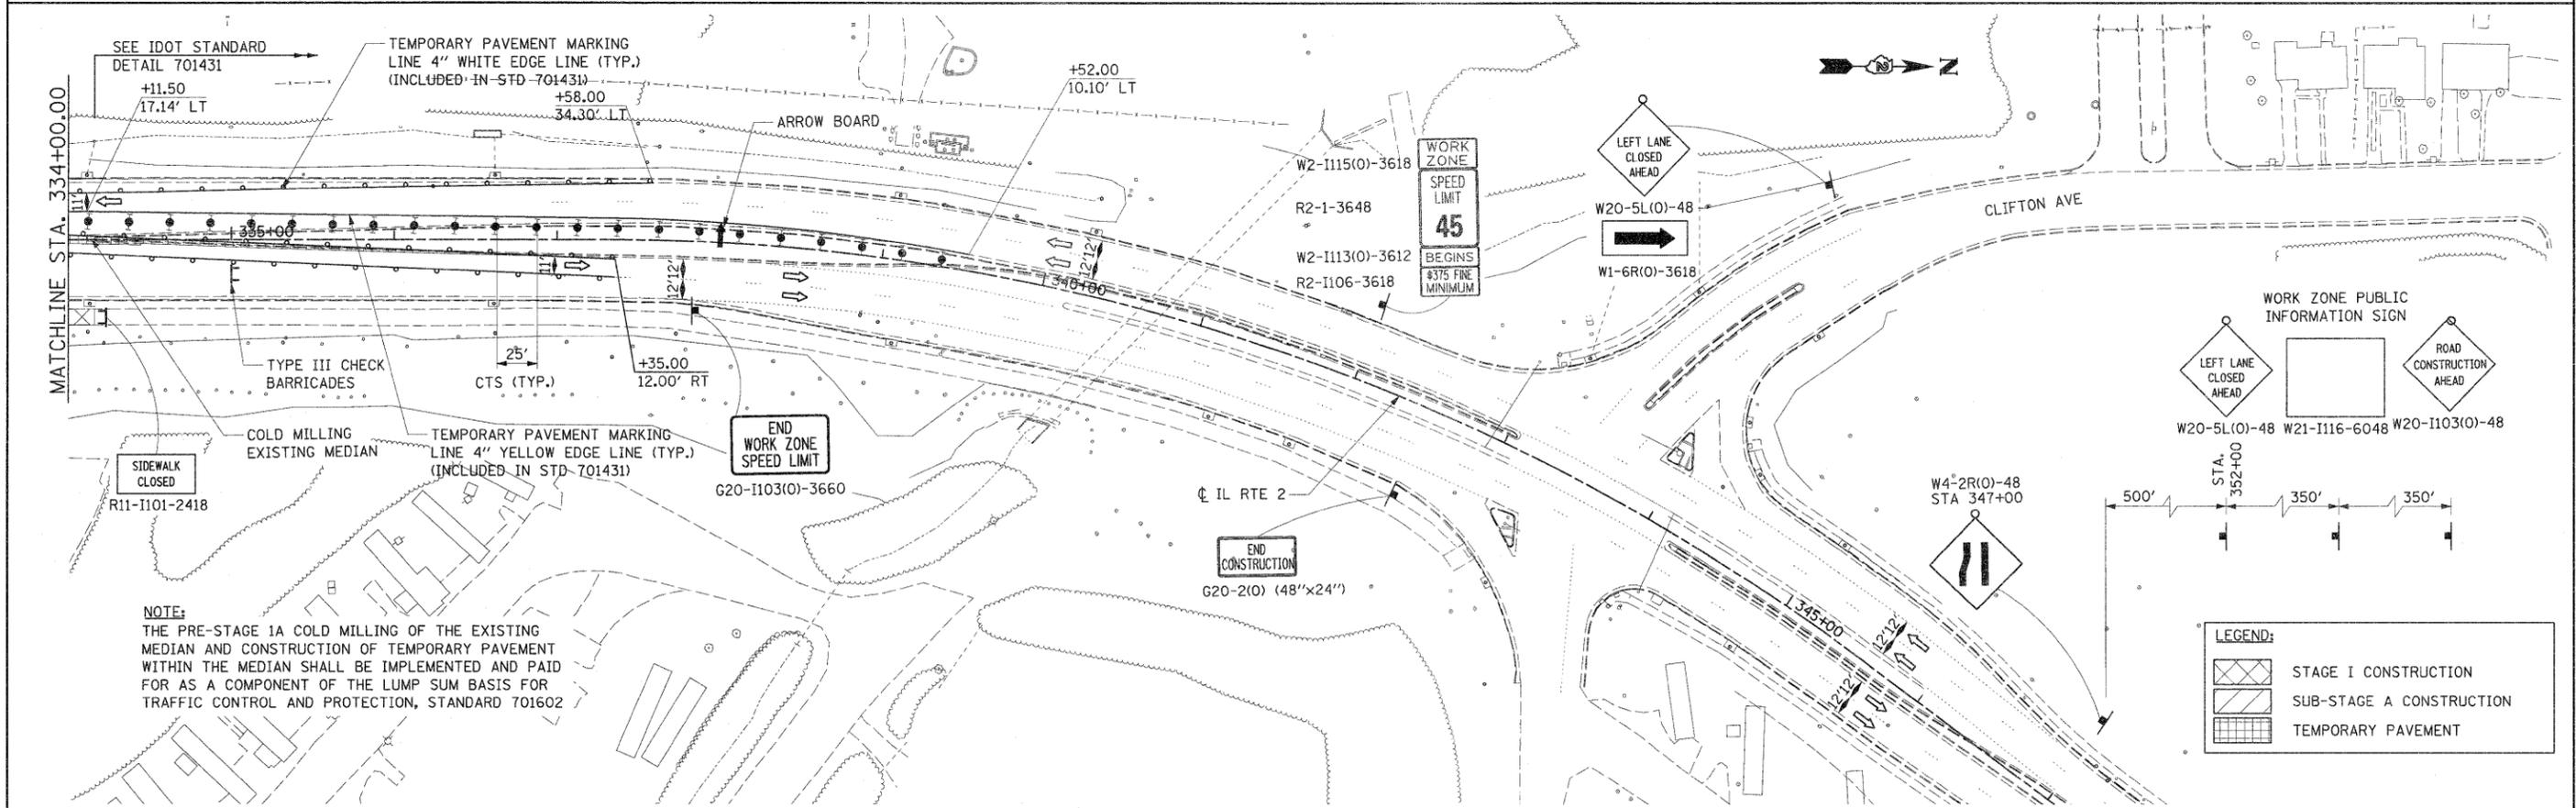 SEE IDOT STANDARD
DETAIL 701431
TEMPORARY PAVEMENT MARKING
LINE 4" WHITE EDGE LINE (TYP.)
(INCLUDED IN STD 701431)
+11.50
17.14' LT
+58.00
34.30' LT
ARROW BOARD
+52.00
10.10' LT
MATCHLINE STA. 334+00.00
11'
335+00
11'
12' 12'
12' 12'
340+00
25'
CTS (TYP.)
+35.00
12.00' RT
TYPE III CHECK
BARRICADES
COLD MILLING
EXISTING MEDIAN
TEMPORARY PAVEMENT MARKING
LINE 4" YELLOW EDGE LINE (TYP.)
(INCLUDED IN STD 701431)
SIDEWALK
CLOSED
R11-I101-2418
END
WORK ZONE
SPEED LIMIT
G20-I103(O)-3660
W2-I115(O)-3618
R2-1-3648
W2-I113(O)-3612
R2-I106-3618
WORK
ZONE
SPEED
LIMIT
45
BEGINS
$375 FINE
MINIMUM
2
N
LEFT LANE
CLOSED
AHEAD
W20-5L(O)-48
W1-6R(O)-3618
CLIFTON AVE
℄ IL RTE 2
END
CONSTRUCTION
G20-2(O) (48"x24")
345+00
12' 12'
12' 12'
W4-2R(O)-48
STA 347+00
WORK ZONE PUBLIC
INFORMATION SIGN
LEFT LANE
CLOSED
AHEAD
ROAD
CONSTRUCTION
AHEAD
W20-5L(O)-48
W21-I116-6048
W20-I103(O)-48
STA.
352+00
500'
350'
350'
NOTE:
THE PRE-STAGE 1A COLD MILLING OF THE EXISTING
MEDIAN AND CONSTRUCTION OF TEMPORARY PAVEMENT
WITHIN THE MEDIAN SHALL BE IMPLEMENTED AND PAID
FOR AS A COMPONENT OF THE LUMP SUM BASIS FOR
TRAFFIC CONTROL AND PROTECTION, STANDARD 701602
LEGEND:
STAGE I CONSTRUCTION
SUB-STAGE A CONSTRUCTION
TEMPORARY PAVEMENT